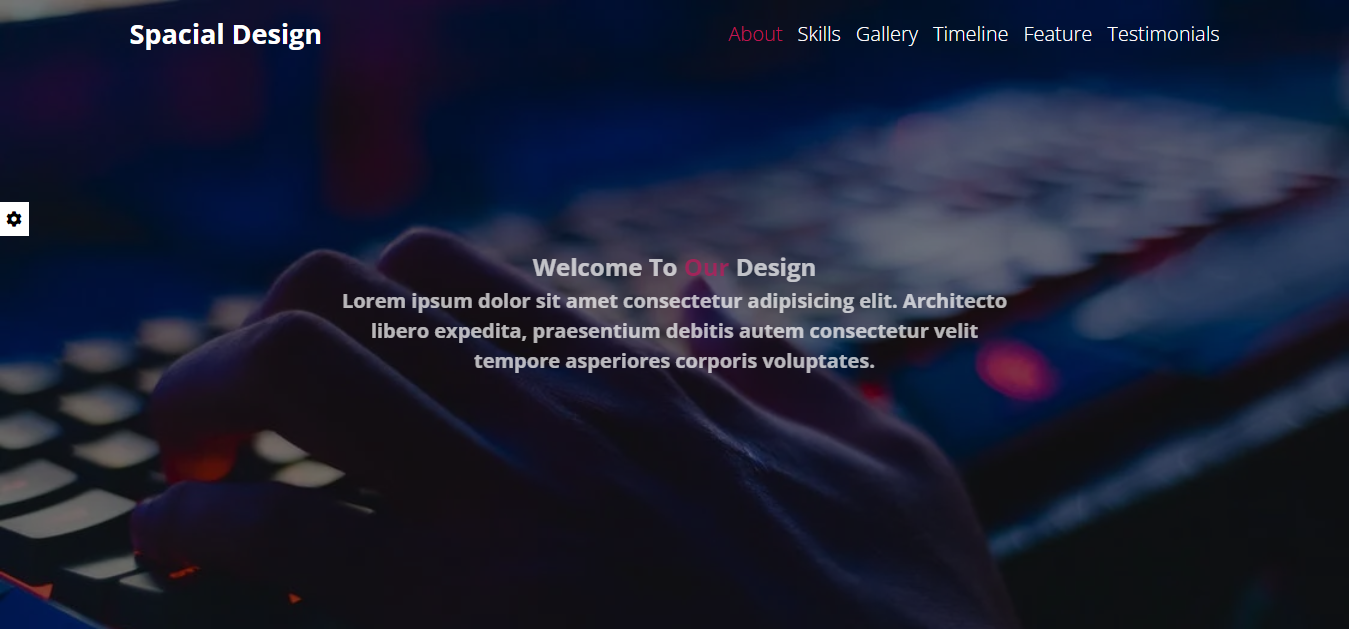 Spacial Design
About Skills Gallery Timeline Feature Testimonials
Welcome To Our Design
Lorem ipsum dolor sit amet consectetur adipisicing elit. Architecto
libero expedita, praesentium debitis autem consectetur velit
tempore asperiores corporis voluptates.